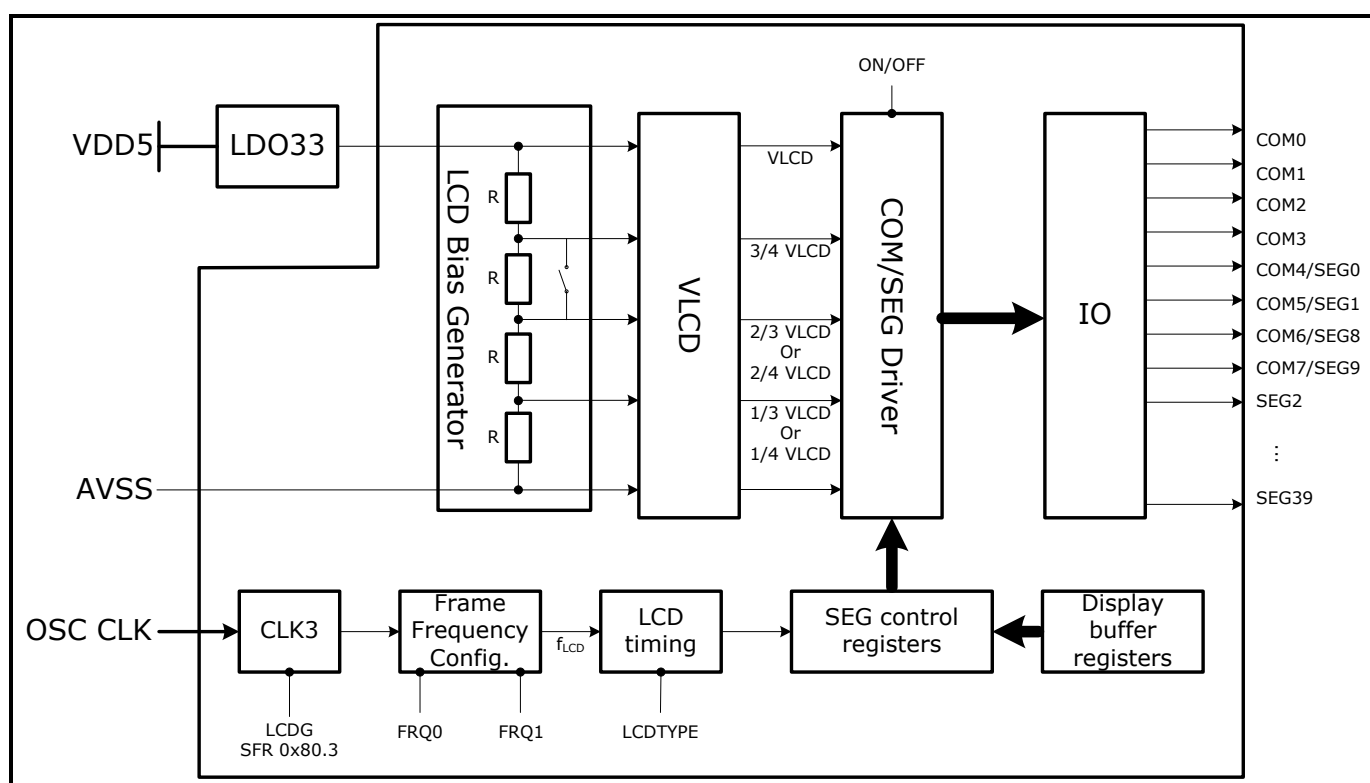 ON/OFF
VDD5
LDO33
LCD Bias Generator
R
R
R
R
VLCD
VLCD
3/4 VLCD
2/3 VLCD
Or
2/4 VLCD
1/3 VLCD
Or
1/4 VLCD
COM/SEG Driver
IO
COM0
COM1
COM2
COM3
COM4/SEG0
COM5/SEG1
COM6/SEG8
COM7/SEG9
SEG2
...
SEG39
AVSS
OSC CLK
CLK3
Frame
Frequency
Config.
fLCD
LCD
timing
SEG control
registers
Display
buffer
registers
LCDG
SFR 0x80.3
FRQ0
FRQ1
LCDTYPE